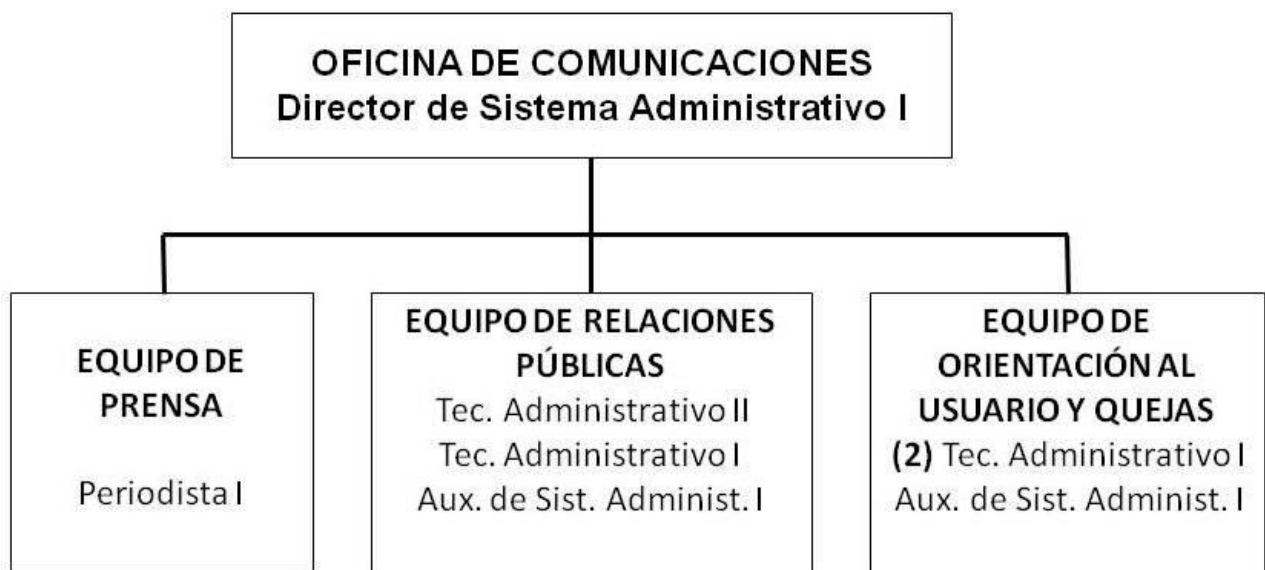 OFICINA DE COMUNICACIONES
Director de Sistema Administrativo I
EQUIPO DE
PRENSA
Periodista I
EQUIPO DE RELACIONES
PÚBLICAS
Tec. Administrativo II
Tec. Administrativo I
Aux. de Sist. Administ. I
EQUIPO DE
ORIENTACIÓN AL
USUARIO Y QUEJAS
(2) Tec. Administrativo I
Aux. de Sist. Administ. I